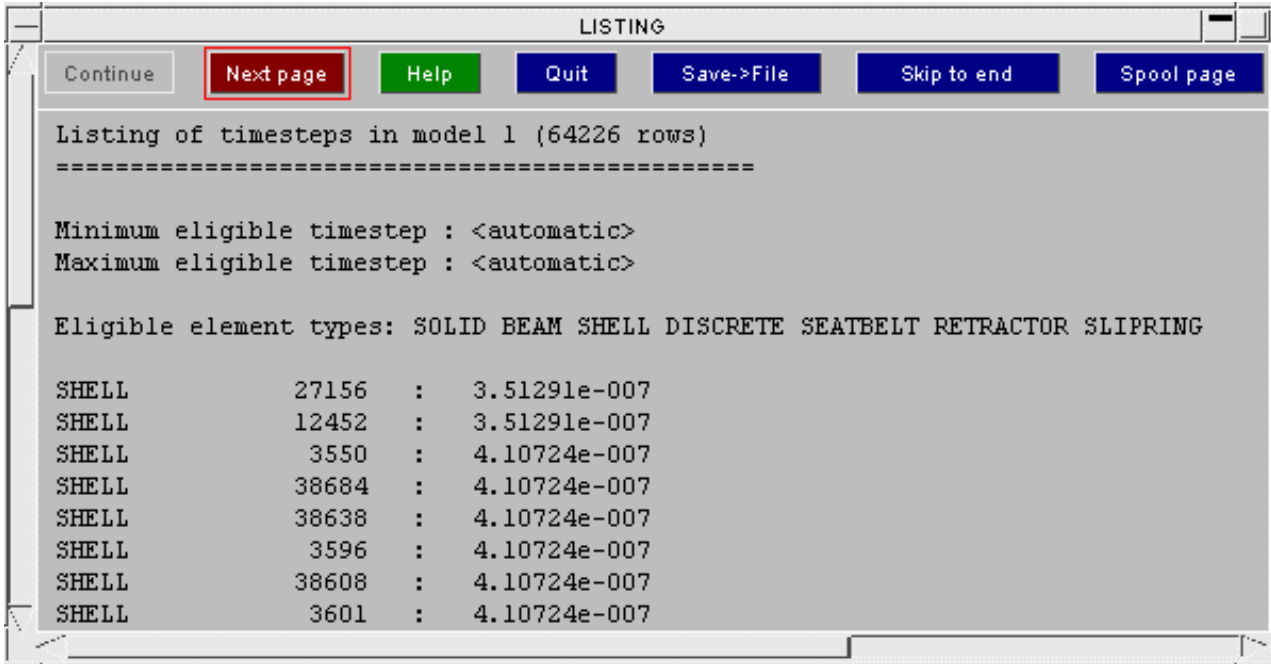 LISTING
Continue Next page Help Quit Save->File Skip to end Spool page
Listing of timesteps in model 1 (64226 rows)
===============================================
Minimum eligible timestep : <automatic>
Maximum eligible timestep : <automatic>
Eligible element types: SOLID BEAM SHELL DISCRETE SEATBELT RETRACTOR SLIPRING
SHELL 27156 : 3.51291e-007
SHELL 12452 : 3.51291e-007
SHELL 3550 : 4.10724e-007
SHELL 38684 : 4.10724e-007
SHELL 38638 : 4.10724e-007
SHELL 3596 : 4.10724e-007
SHELL 38608 : 4.10724e-007
SHELL 3601 : 4.10724e-007